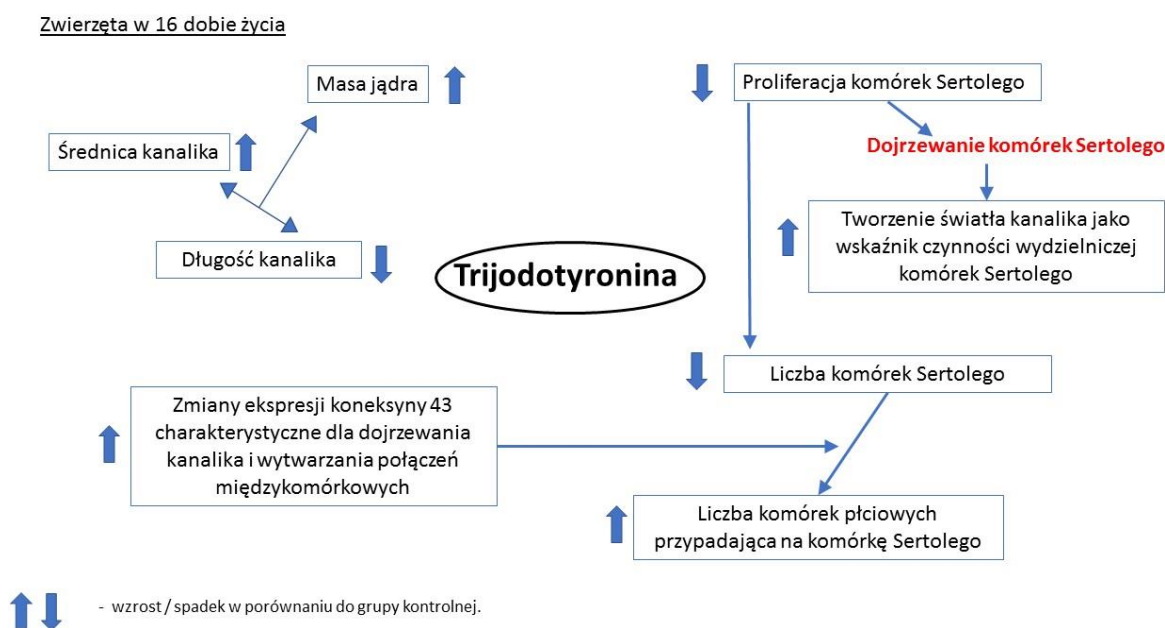 Zwierzęta w 16 dobie życia
Masa jądra
Średnica kanalika
Długość kanalika
Trijodotyronina
Proliferacja komórek Sertolego
Dojrzewanie komórek Sertolego
Tworzenie światła kanalika jako
wskaźnik czynności wydzielniczej
komórek Sertolego
Liczba komórek Sertolego
Zmiany ekspresji koneksyny 43
charakterystyczne dla dojrzewania
kanalika i wytwarzania połączeń
międzykomórkowych
Liczba komórek płciowych
przypadająca na komórkę Sertolego
- wzrost / spadek w porównaniu do grupy kontrolnej.